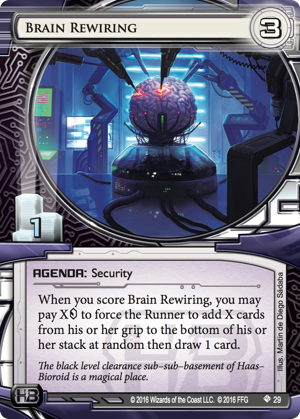 Brain Rewiring
3
1
AGENDA: Security
When you score Brain Rewiring, you may
pay X to force the Runner to add X cards
from his or her grip to the bottom of his or
her stack at random then draw 1 card.
The black level clearance sub-sub-basement of Haas-
Bioroid is a magical place.
Illus. Martin de Diego Sádaba
HB
© 2016 Wizards of the Coast LLC. © 2016 FFG
29